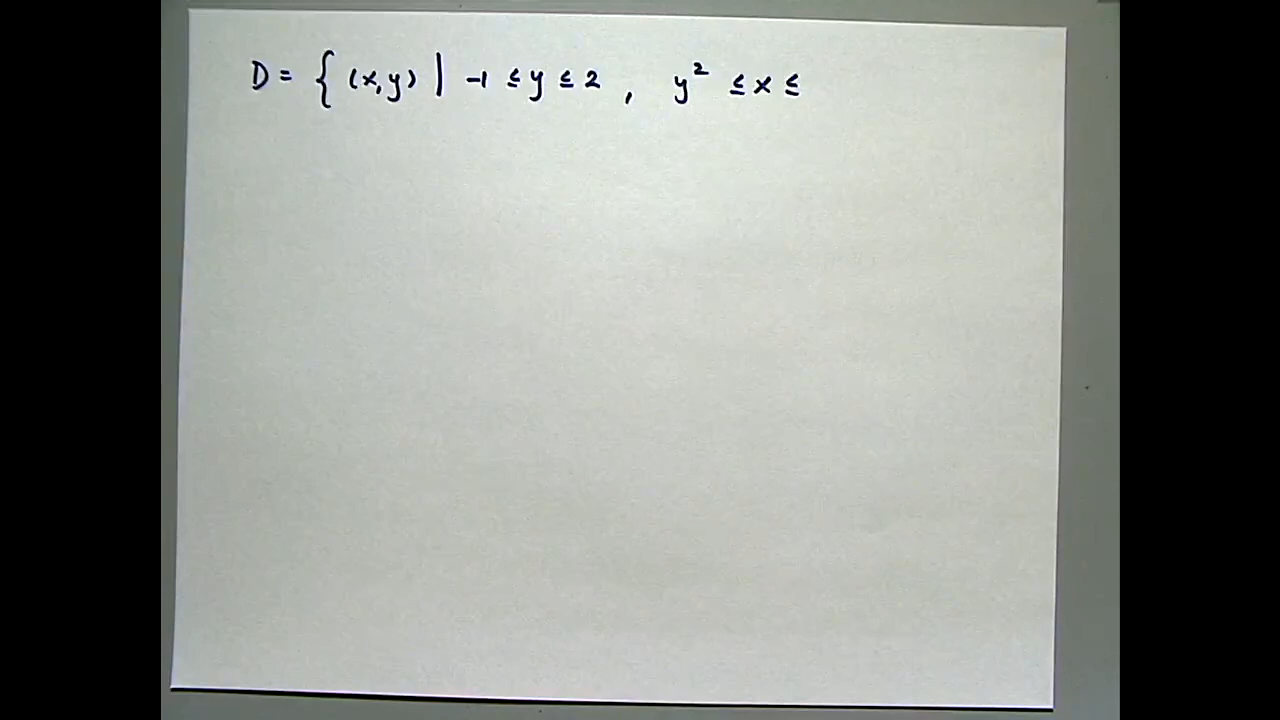 D = { (x,y) | -1 ≤ y ≤ 2 , y² ≤ x ≤